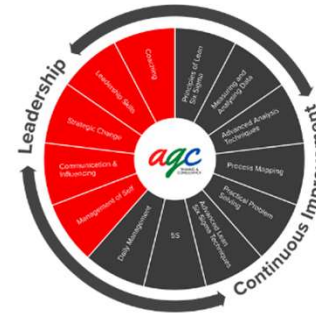 Leadership
Continuous Improvement
Coaching
Leadership Skills
Strategic Change
Communication &
Influencing
Management of Self
Daily Management
5S
Advanced Lean
Six Sigma Techniques
Practical Problem
Solving
Process Mapping
Advanced Analysis
Techniques
Measuring and
Analysing Data
Principles of Lean
Six Sigma
agc